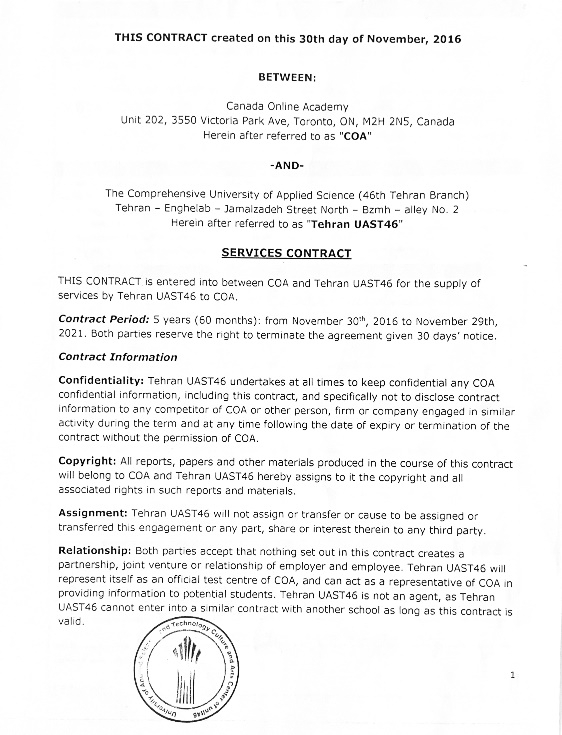 THIS CONTRACT created on this 30th day of November, 2016
BETWEEN:
Canada Online Academy
Unit 202, 3550 Victoria Park Ave, Toronto, ON, M2H 2N5, Canada
Herein after referred to as "COA"
-AND-
The Comprehensive University of Applied Science (46th Tehran Branch)
Tehran – Enghelab – Jamalzadeh Street North – Bzmh – alley No. 2
Herein after referred to as "Tehran UAST46"
SERVICES CONTRACT
THIS CONTRACT is entered into between COA and Tehran UAST46 for the supply of
services by Tehran UAST46 to COA.
Contract Period: 5 years (60 months): from November 30th, 2016 to November 29th,
2021. Both parties reserve the right to terminate the agreement given 30 days' notice.
Contract Information
Confidentiality: Tehran UAST46 undertakes at all times to keep confidential any COA
confidential information, including this contract, and specifically not to disclose contract
information to any competitor of COA or other person, firm or company engaged in similar
activity during the term and at any time following the date of expiry or termination of the
contract without the permission of COA.
Copyright: All reports, papers and other materials produced in the course of this contract
will belong to COA and Tehran UAST46 hereby assigns to it the copyright and all
associated rights in such reports and materials.
Assignment: Tehran UAST46 will not assign or transfer or cause to be assigned or
transferred this engagement or any part, share or interest therein to any third party.
Relationship: Both parties accept that nothing set out in this contract creates a
partnership, joint venture or relationship of employer and employee. Tehran UAST46 will
represent itself as an official test centre of COA, and can act as a representative of COA in
providing information to potential students. Tehran UAST46 is not an agent, as Tehran
UAST46 cannot enter into a similar contract with another school as long as this contract is
valid.
and Technology Culture and Arts Center of unit46
University of
1